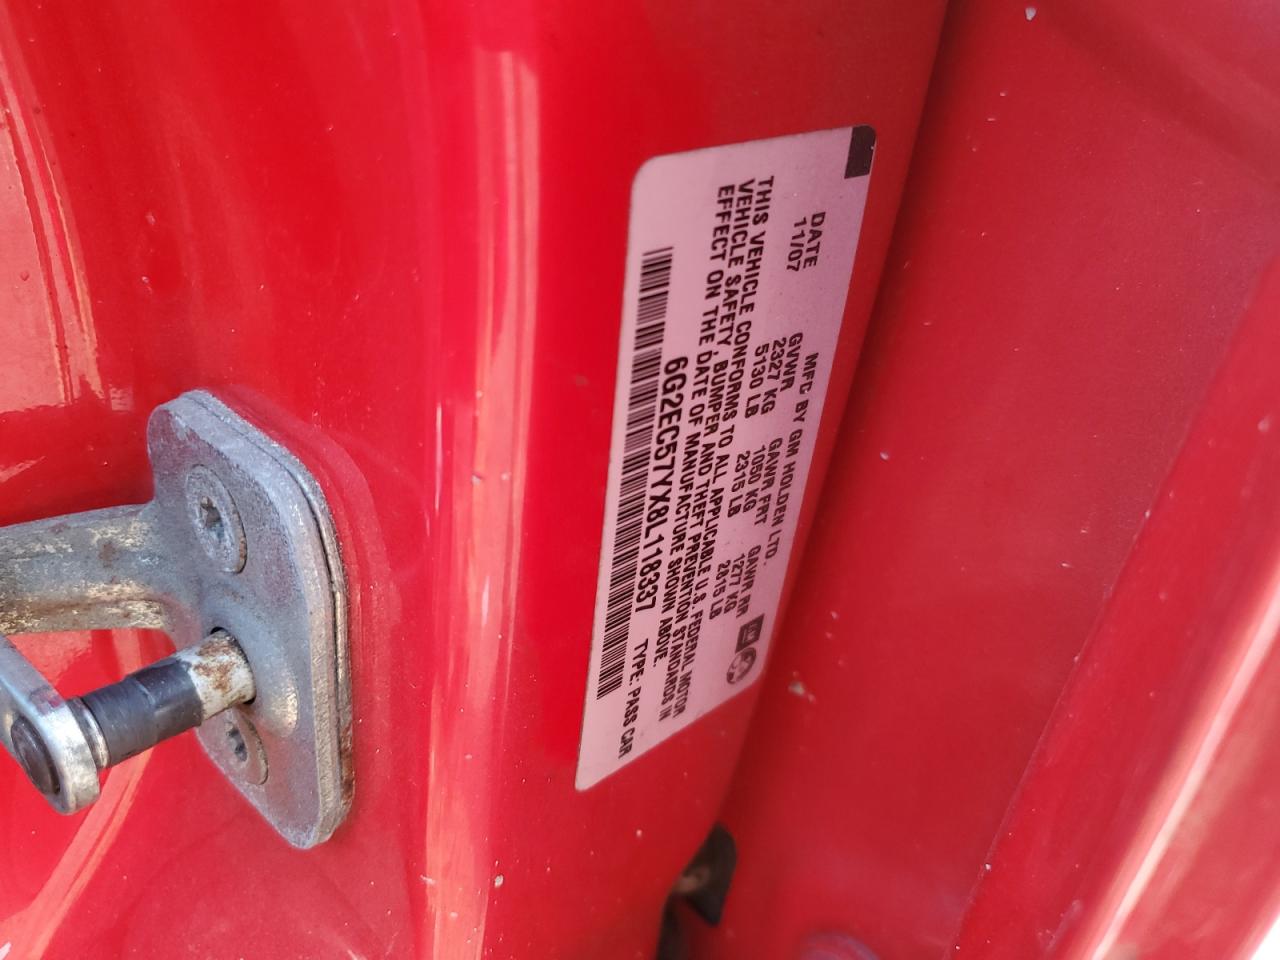 MFC BY GM HOLDEN LTD.
DATE GVWR GAWR FRT GAWR RR
11/07 2327 KG 1050 KG 1277 KG
5130 LB 2315 LB 2815 LB
THIS VEHICLE CONFORMS TO ALL APPLICABLE U.S. FEDERAL MOTOR
VEHICLE SAFETY, BUMPER AND THEFT PREVENTION STANDARDS IN
EFFECT ON THE DATE OF MANUFACTURE SHOWN ABOVE.
6G2EC57YX8L118337 TYPE: PASS CAR
GM